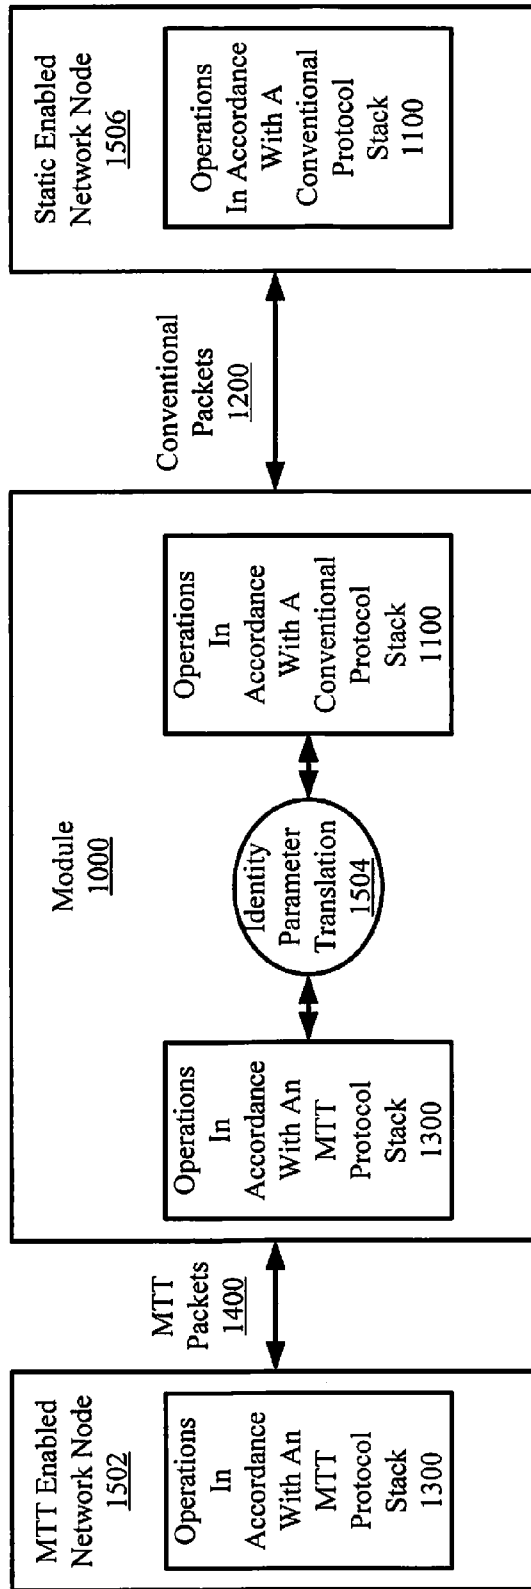 MTT Enabled
Network Node
1502
Operations
In
Accordance
With An
MTT
Protocol
Stack
1300
MTT
Packets
1400
Module
1000
Operations
In
Accordance
With An
MTT
Protocol
Stack
1300
Identity
Parameter
Translation
1504
Operations
In
Accordance
With A
Conventional
Protocol
Stack
1100
Conventional
Packets
1200
Static Enabled
Network Node
1506
Operations
In Accordance
With A
Conventional
Protocol
Stack
1100